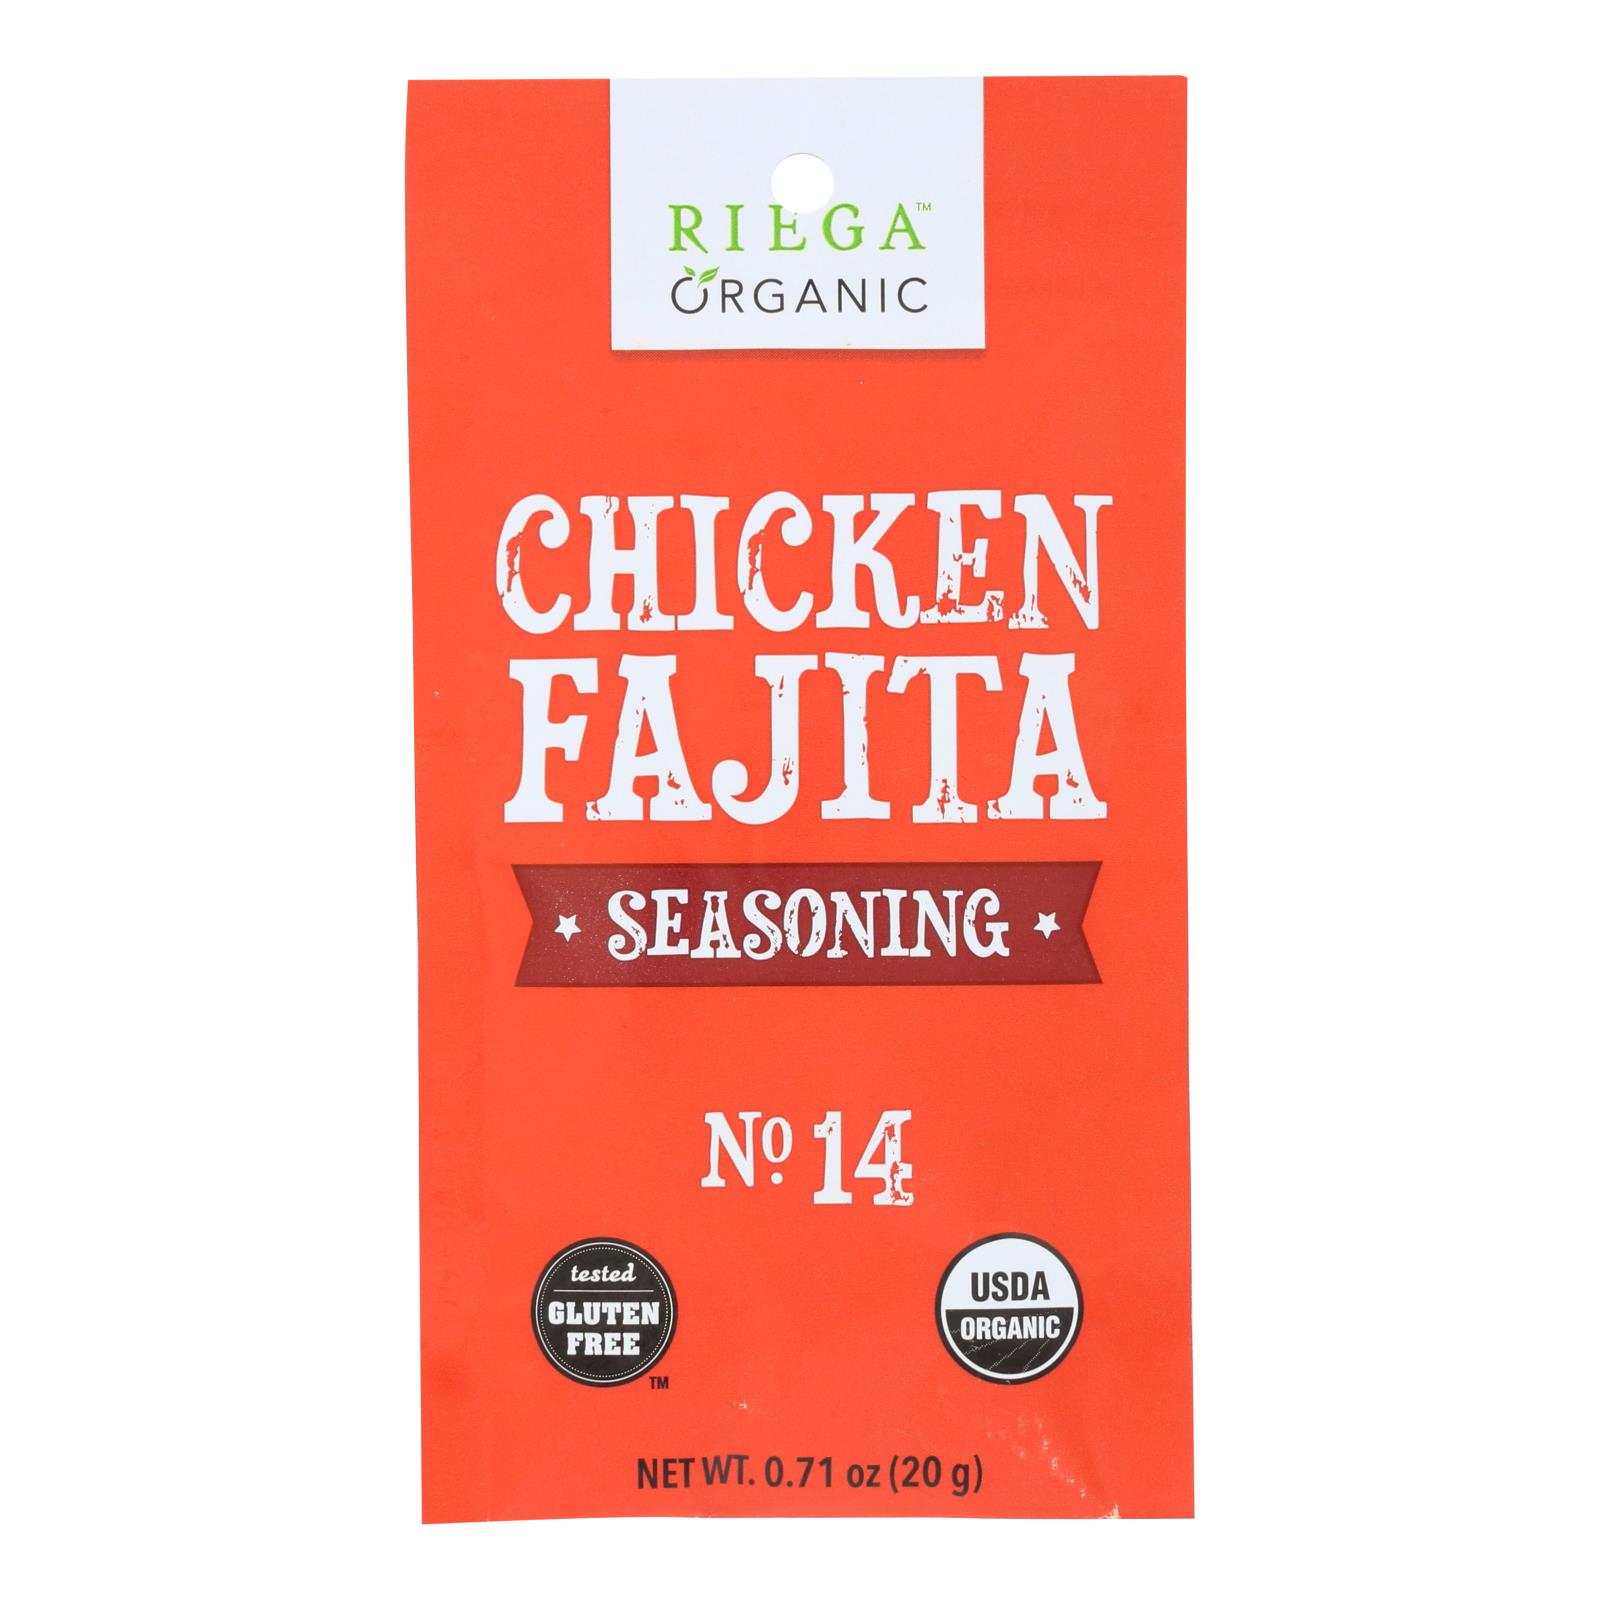 RIEGA™
ORGANIC
CHICKEN
FAJITA
SEASONING
Nº 14
tested
GLUTEN
FREE
TM
USDA
ORGANIC
NET WT. 0.71 oz (20 g)